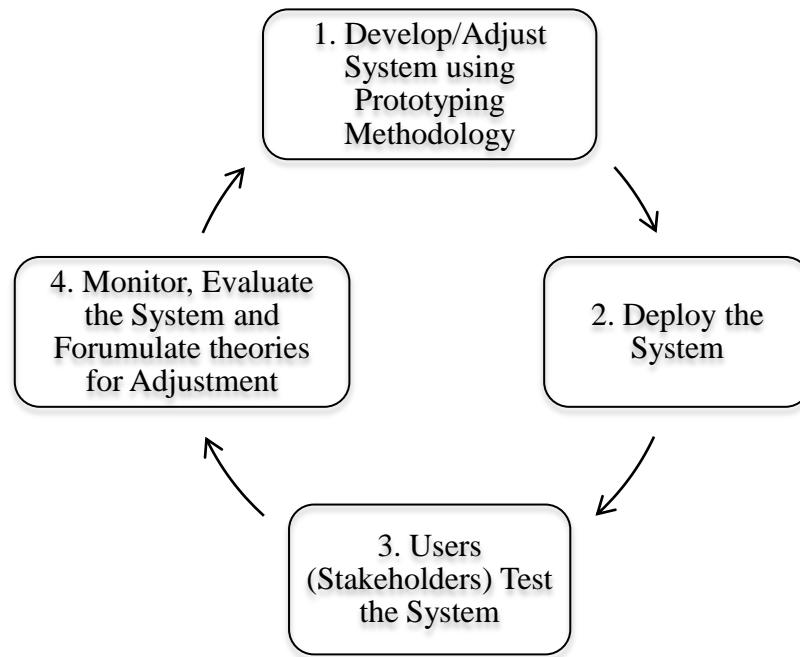 1. Develop/Adjust
System using
Prototyping
Methodology
2. Deploy the
System
3. Users
(Stakeholders) Test
the System
4. Monitor, Evaluate
the System and
Forumulate theories
for Adjustment